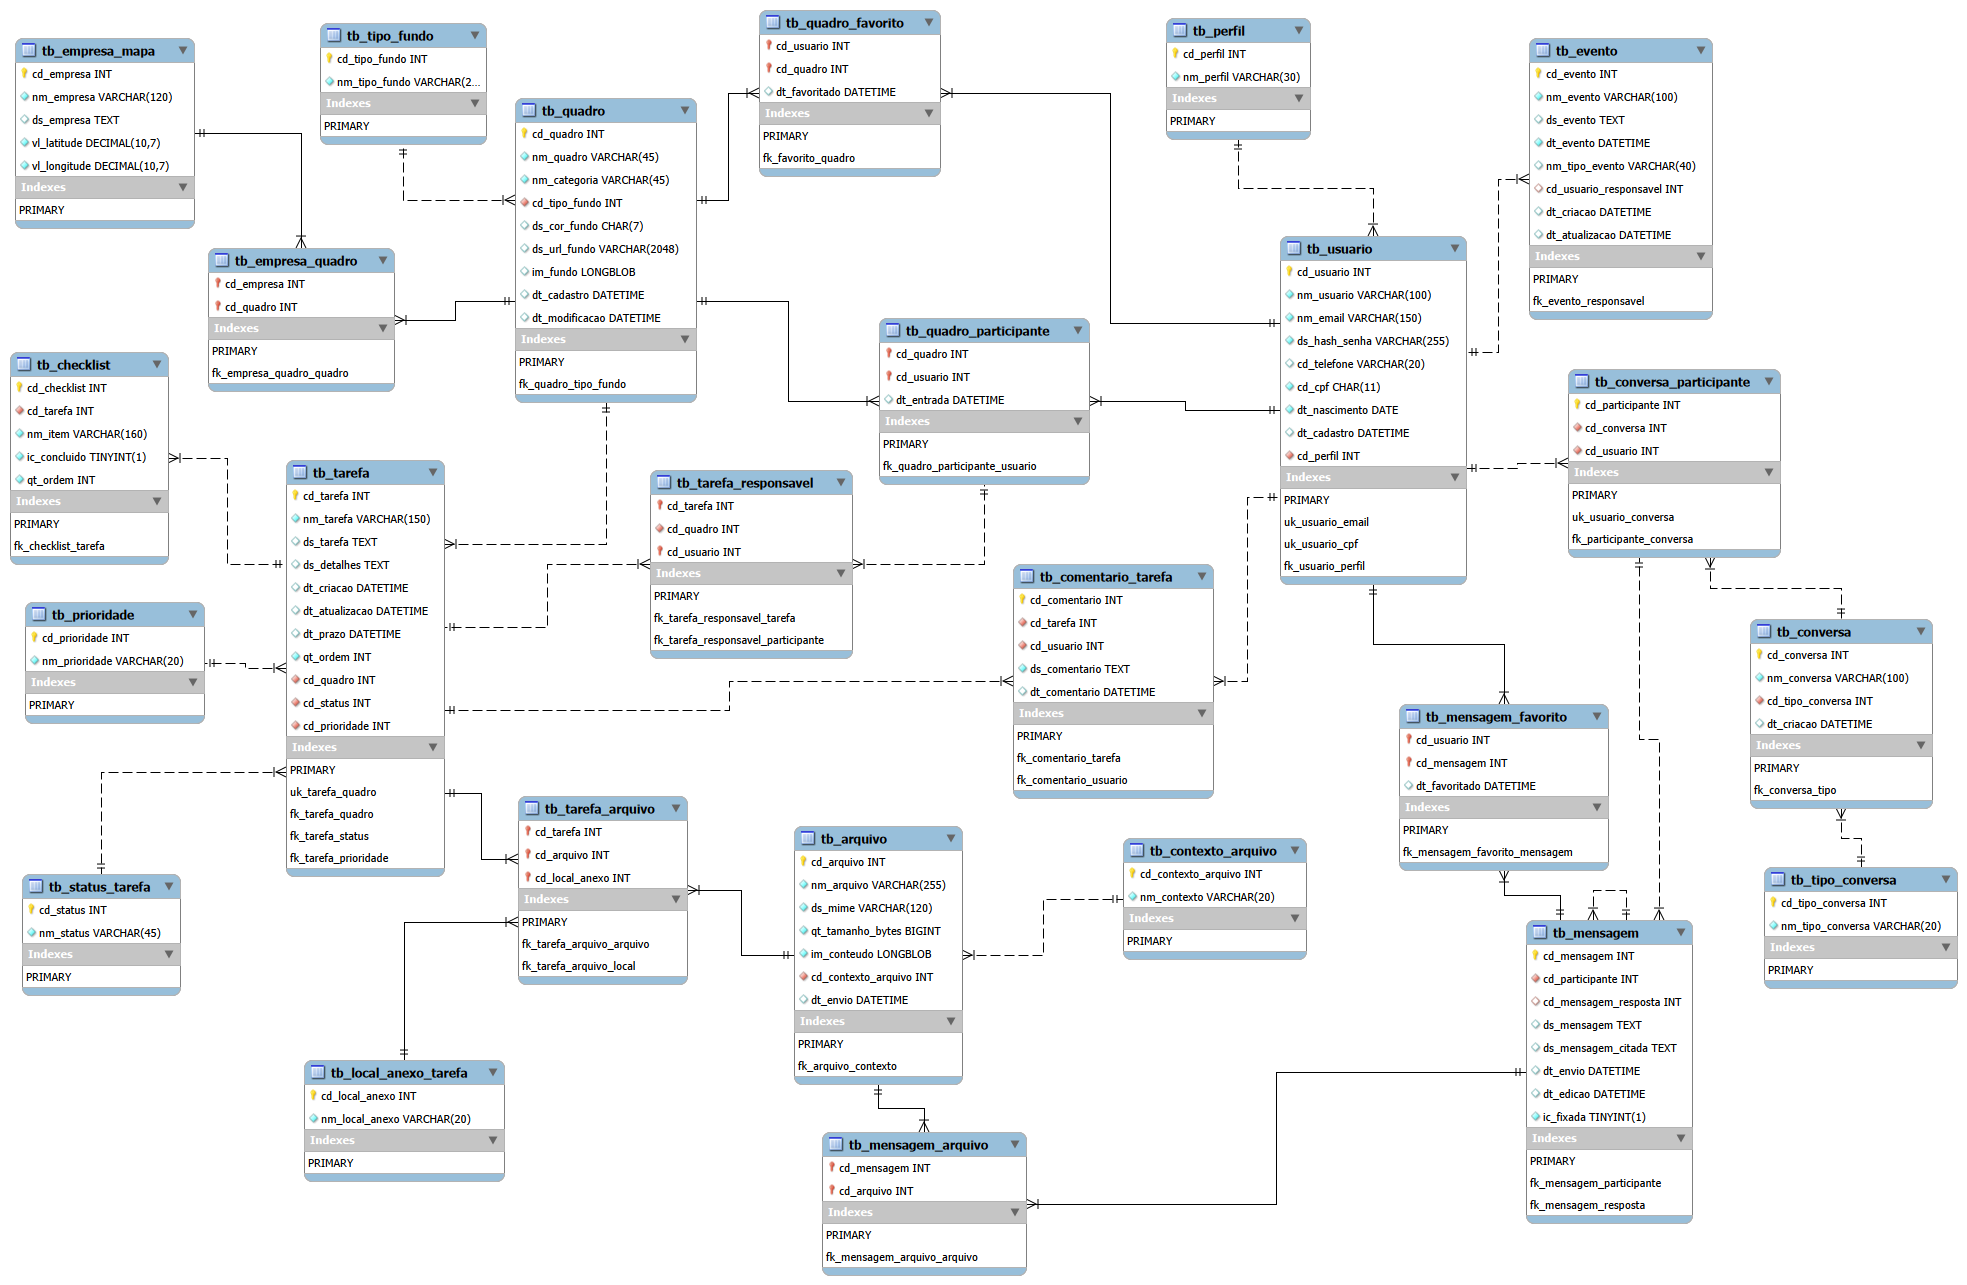 tb_empresa_mapa
cd_empresa INT
nm_empresa VARCHAR(120)
ds_empresa TEXT
vl_latitude DECIMAL(10,7)
vl_longitude DECIMAL(10,7)
Indexes
PRIMARY
tb_tipo_fundo
cd_tipo_fundo INT
nm_tipo_fundo VARCHAR(2...
Indexes
PRIMARY
tb_quadro_favorito
cd_usuario INT
cd_quadro INT
dt_favoritado DATETIME
Indexes
PRIMARY
fk_favorito_quadro
tb_perfil
cd_perfil INT
nm_perfil VARCHAR(30)
Indexes
PRIMARY
tb_evento
cd_evento INT
nm_evento VARCHAR(100)
ds_evento TEXT
dt_evento DATETIME
nm_tipo_evento VARCHAR(40)
cd_usuario_responsavel INT
dt_criacao DATETIME
dt_atualizacao DATETIME
Indexes
PRIMARY
fk_evento_responsavel
tb_quadro
cd_quadro INT
nm_quadro VARCHAR(45)
nm_categoria VARCHAR(45)
cd_tipo_fundo INT
ds_cor_fundo CHAR(7)
ds_url_fundo VARCHAR(2048)
im_fundo LONGBLOB
dt_cadastro DATETIME
dt_modificacao DATETIME
Indexes
PRIMARY
fk_quadro_tipo_fundo
tb_empresa_quadro
cd_empresa INT
cd_quadro INT
Indexes
PRIMARY
fk_empresa_quadro_quadro
tb_usuario
cd_usuario INT
nm_usuario VARCHAR(100)
nm_email VARCHAR(150)
ds_hash_senha VARCHAR(255)
cd_telefone VARCHAR(20)
cd_cpf CHAR(11)
dt_nascimento DATE
dt_cadastro DATETIME
cd_perfil INT
Indexes
PRIMARY
uk_usuario_email
uk_usuario_cpf
fk_usuario_perfil
tb_quadro_participante
cd_quadro INT
cd_usuario INT
dt_entrada DATETIME
Indexes
PRIMARY
fk_quadro_participante_usuario
tb_checklist
cd_checklist INT
cd_tarefa INT
nm_item VARCHAR(160)
ic_concluido TINYINT(1)
qt_ordem INT
Indexes
PRIMARY
fk_checklist_tarefa
tb_conversa_participante
cd_participante INT
cd_conversa INT
cd_usuario INT
Indexes
PRIMARY
uk_usuario_conversa
fk_participante_conversa
tb_tarefa
cd_tarefa INT
nm_tarefa VARCHAR(150)
ds_tarefa TEXT
ds_detalhes TEXT
dt_criacao DATETIME
dt_atualizacao DATETIME
dt_prazo DATETIME
qt_ordem INT
cd_quadro INT
cd_status INT
cd_prioridade INT
Indexes
PRIMARY
uk_tarefa_quadro
fk_tarefa_quadro
fk_tarefa_status
fk_tarefa_prioridade
tb_tarefa_responsavel
cd_tarefa INT
cd_quadro INT
cd_usuario INT
Indexes
PRIMARY
fk_tarefa_responsavel_tarefa
fk_tarefa_responsavel_participante
tb_comentario_tarefa
cd_comentario INT
cd_tarefa INT
cd_usuario INT
ds_comentario TEXT
dt_comentario DATETIME
Indexes
PRIMARY
fk_comentario_tarefa
fk_comentario_usuario
tb_prioridade
cd_prioridade INT
nm_prioridade VARCHAR(20)
Indexes
PRIMARY
tb_conversa
cd_conversa INT
nm_conversa VARCHAR(100)
cd_tipo_conversa INT
dt_criacao DATETIME
Indexes
PRIMARY
fk_conversa_tipo
tb_mensagem_favorito
cd_usuario INT
cd_mensagem INT
dt_favoritado DATETIME
Indexes
PRIMARY
fk_mensagem_favorito_mensagem
tb_tarefa_arquivo
cd_tarefa INT
cd_arquivo INT
cd_local_anexo INT
Indexes
PRIMARY
fk_tarefa_arquivo_arquivo
fk_tarefa_arquivo_local
tb_arquivo
cd_arquivo INT
nm_arquivo VARCHAR(255)
ds_mime VARCHAR(120)
qt_tamanho_bytes BIGINT
im_conteudo LONGBLOB
cd_contexto_arquivo INT
dt_envio DATETIME
Indexes
PRIMARY
fk_arquivo_contexto
tb_contexto_arquivo
cd_contexto_arquivo INT
nm_contexto VARCHAR(20)
Indexes
PRIMARY
tb_status_tarefa
cd_status INT
nm_status VARCHAR(45)
Indexes
PRIMARY
tb_tipo_conversa
cd_tipo_conversa INT
nm_tipo_conversa VARCHAR(20)
Indexes
PRIMARY
tb_mensagem
cd_mensagem INT
cd_participante INT
cd_mensagem_resposta INT
ds_mensagem TEXT
ds_mensagem_citada TEXT
dt_envio DATETIME
dt_edicao DATETIME
ic_fixada TINYINT(1)
Indexes
PRIMARY
fk_mensagem_participante
fk_mensagem_resposta
tb_local_anexo_tarefa
cd_local_anexo INT
nm_local_anexo VARCHAR(20)
Indexes
PRIMARY
tb_mensagem_arquivo
cd_mensagem INT
cd_arquivo INT
Indexes
PRIMARY
fk_mensagem_arquivo_arquivo